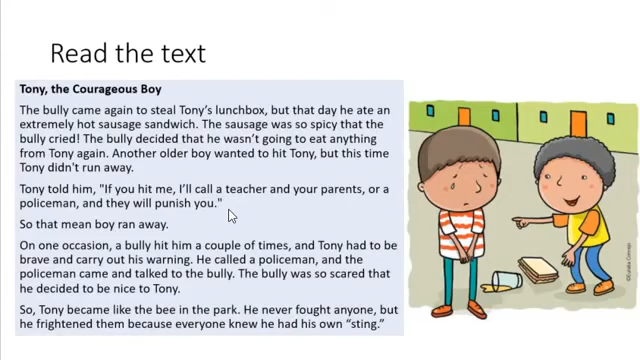 Read the text
Tony, the Courageous Boy
The bully came again to steal Tony's lunchbox, but that day he ate an
extremely hot sausage sandwich. The sausage was so spicy that the
bully cried! The bully decided that he wasn't going to eat anything
from Tony again. Another older boy wanted to hit Tony, but this time
Tony didn't run away.
Tony told him, "If you hit me, I'll call a teacher and your parents, or a
policeman, and they will punish you."
So that mean boy ran away.
On one occasion, a bully hit him a couple of times, and Tony had to be
brave and carry out his warning. He called a policeman, and the
policeman came and talked to the bully. The bully was so scared that
he decided to be nice to Tony.
So, Tony became like the bee in the park. He never fought anyone, but
he frightened them because everyone knew he had his own "sting."